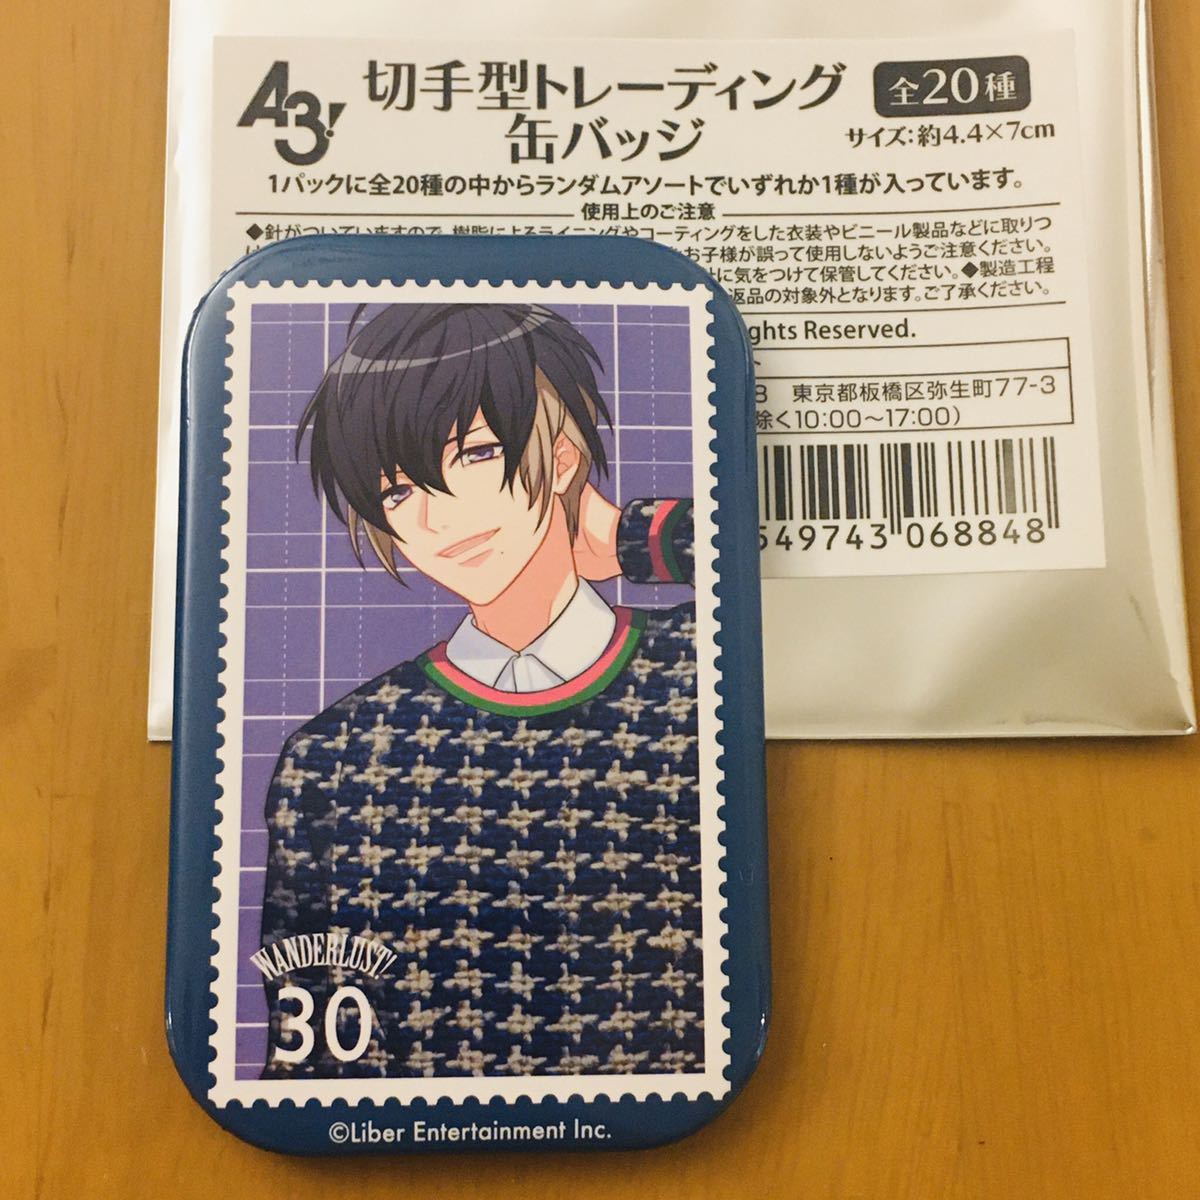 A3!
切手型トレーディング
缶バッジ
全20種
サイズ:約4.4×7cm
1パックに全20種の中からランダムアソートでいずれか1種が入っています。
使用上のご注意
◆針がついていますので、樹脂によるライニングやコーティングをした衣装やビニール製品などに取りつ
お子様が誤って使用しないようご注意ください。
に気をつけて保管してください。◆製造工程
返品の対象外となります。ご了承ください。
ghts Reserved.
8 東京都板橋区弥生町77-3
除く10:00〜17:00)
549743 068848
WANDERLUST!
30
©Liber Entertainment Inc.